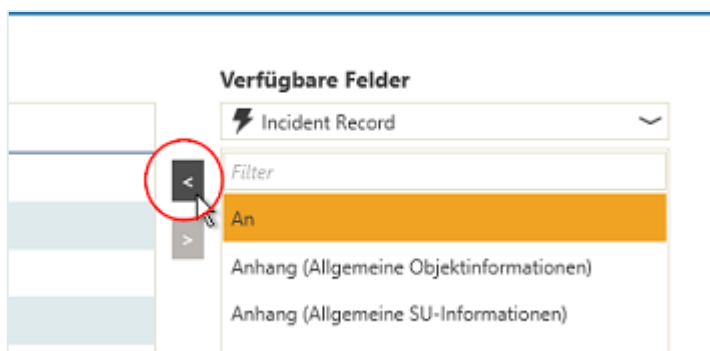 Verfügbare Felder
Incident Record
<
Filter
An
>
Anhang (Allgemeine Objektinformationen)
Anhang (Allgemeine SU-Informationen)